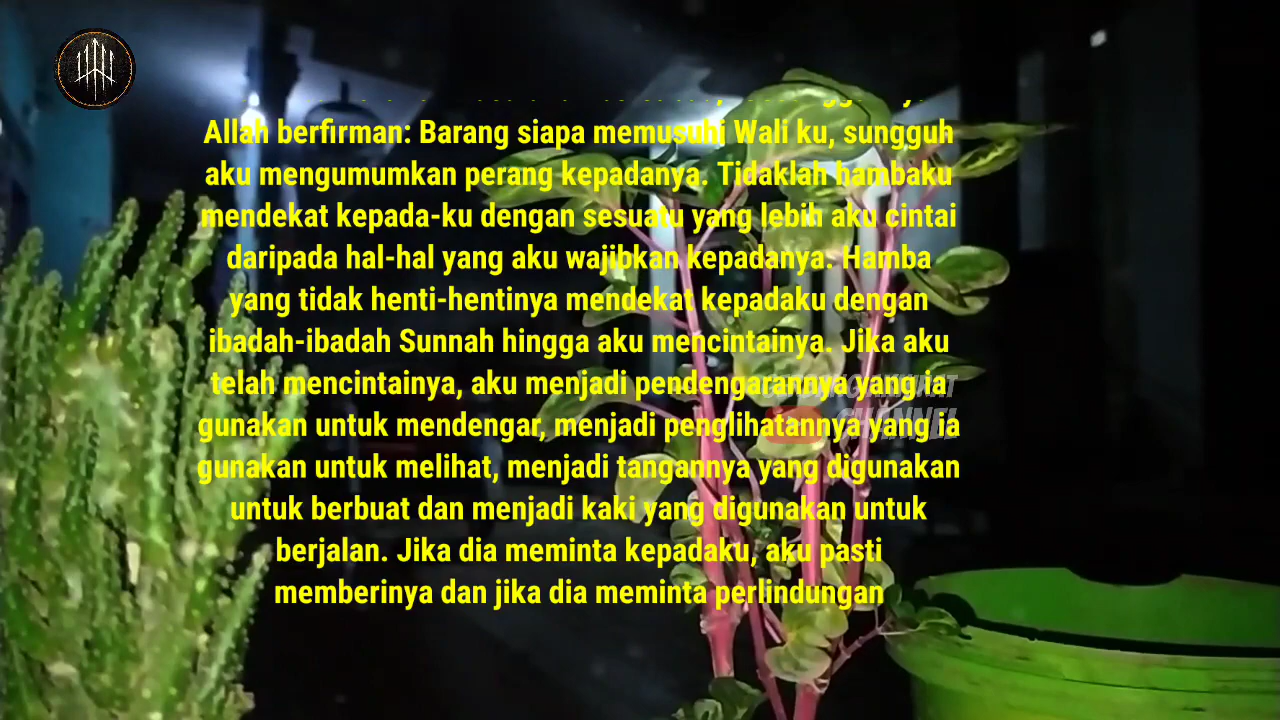 Allah berfirman: Barang siapa memusuhi Wali ku, sungguh
aku mengumumkan perang kepadanya. Tidaklah hambaku
mendekat kepada-ku dengan sesuatu yang lebih aku cintai
daripada hal-hal yang aku wajibkan kepadanya. Hamba
yang tidak henti-hentinya mendekat kepadaku dengan
ibadah-ibadah Sunnah hingga aku mencintainya. Jika aku
telah mencintainya, aku menjadi pendengarannya yang ia
gunakan untuk mendengar, menjadi penglihatannya yang ia
gunakan untuk melihat, menjadi tangannya yang digunakan
untuk berbuat dan menjadi kaki yang digunakan untuk
berjalan. Jika dia meminta kepadaku, aku pasti
memberinya dan jika dia meminta perlindungan
CHANNEL